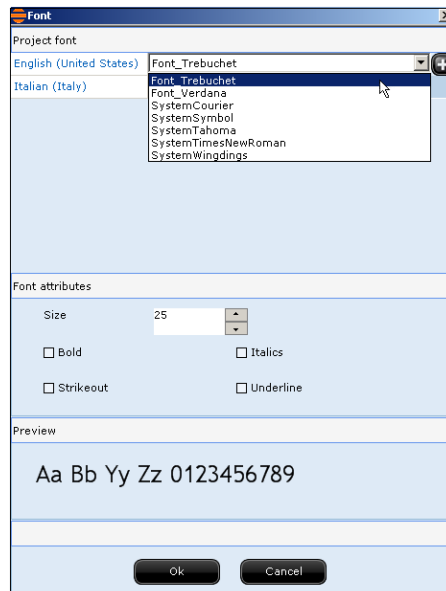 Font
Project font
English (United States) Font_Trebuchet
Italian (Italy)
Font_Trebuchet
Font_Verdana
SystemCourier
SystemSymbol
SystemTahoma
SystemTimesNewRoman
SystemWingdings
Font attributes
Size 25
Bold Italics
Strikeout Underline
Preview
Aa Bb Yy Zz 0123456789
Ok Cancel